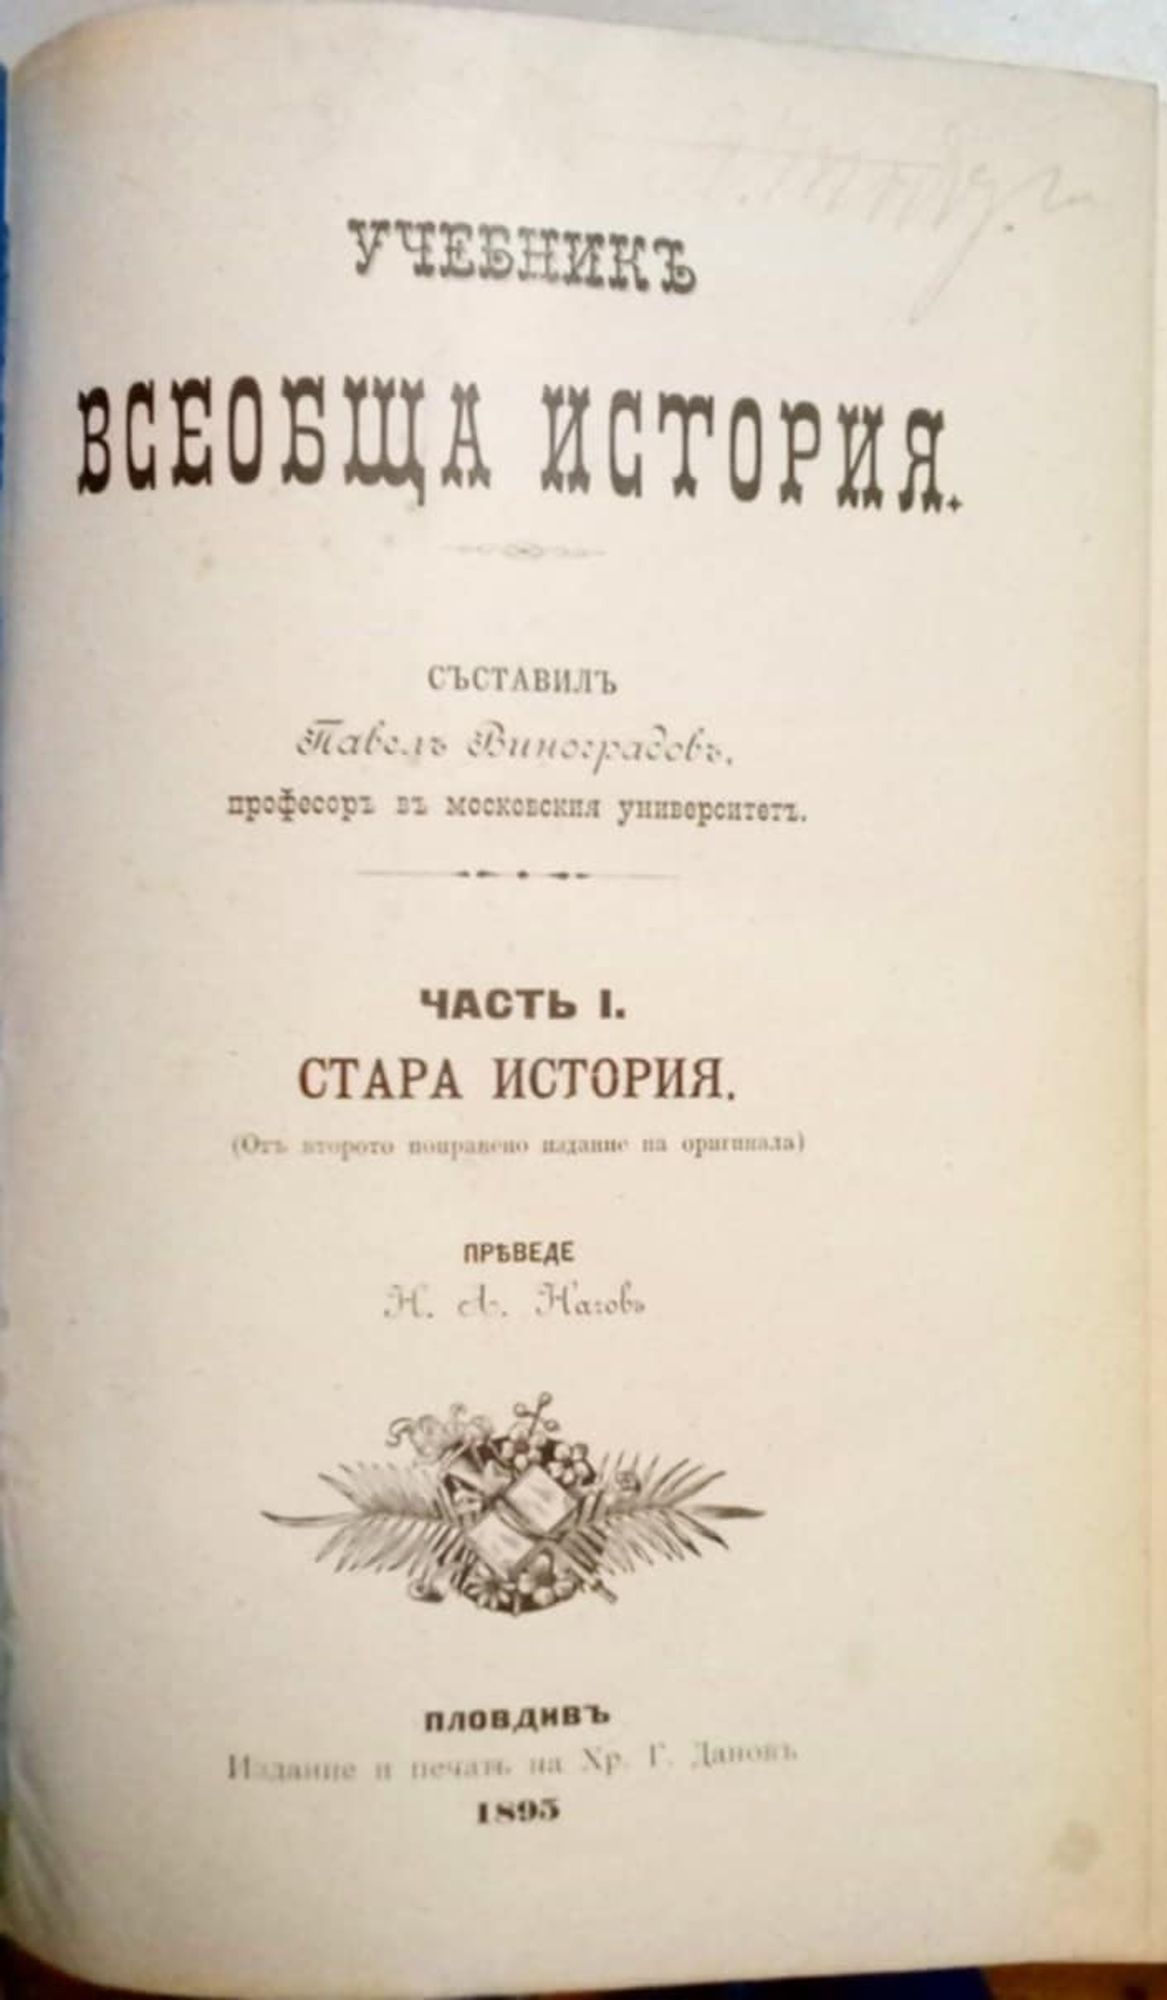 УЧЕБНИКЪ
ВСЕОБЩА ИСТОРИЯ.
СЪСТАВИЛЪ
Павелъ Виноградовъ,
професоръ въ московския университетъ.
ЧАСТЬ I.
СТАРА ИСТОРИЯ.
(Отъ второто поправено издание на оригинала)
ПРѢВЕДЕ
Н. А. Наговъ
ПЛОВДИВЪ
Издание и печать на Хр. Г. Дановъ
1895